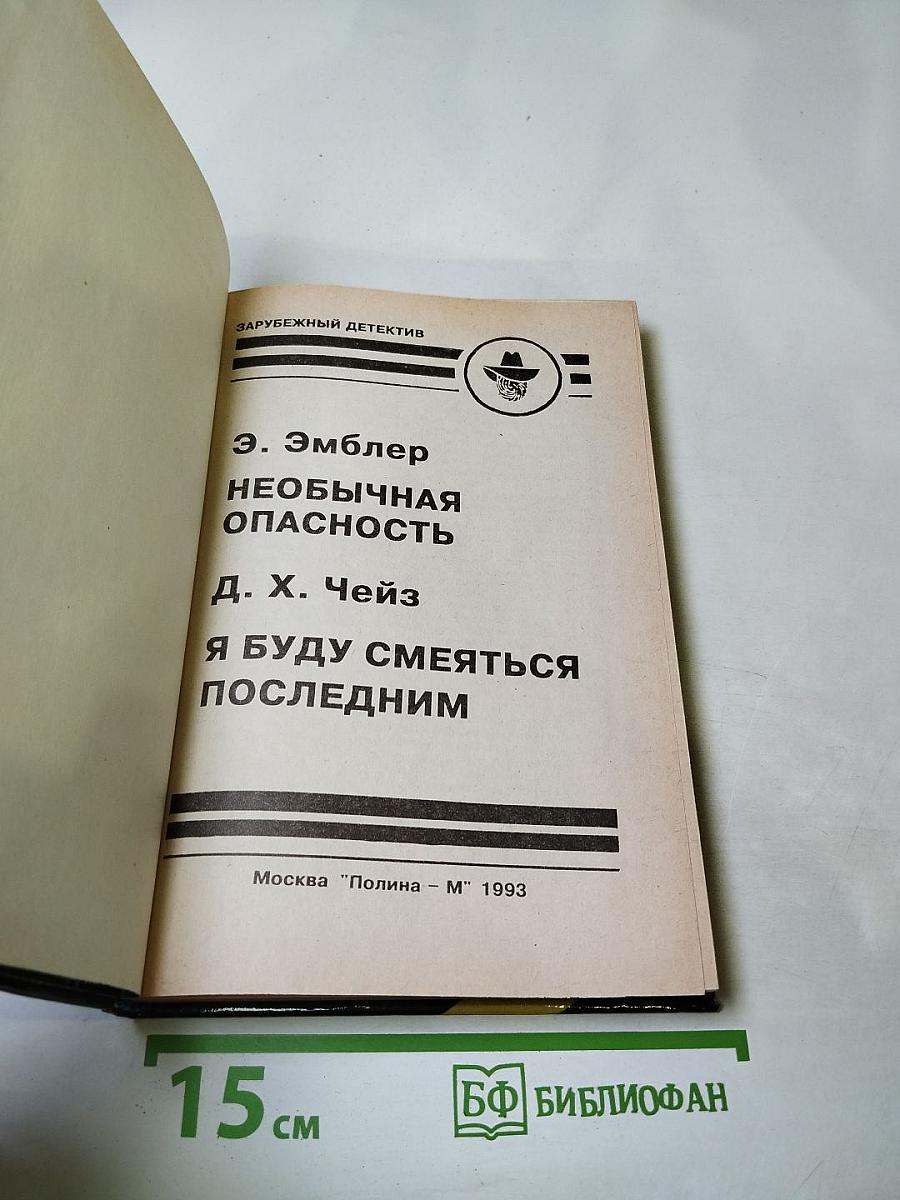 ЗАРУБЕЖНЫЙ ДЕТЕКТИВ
Э. Эмблер
НЕОБЫЧНАЯ
ОПАСНОСТЬ
Д. Х. Чейз
Я БУДУ СМЕЯТЬСЯ
ПОСЛЕДНИМ
Москва "Полина – М" 1993
15 см
БФ БИБЛИОФАН